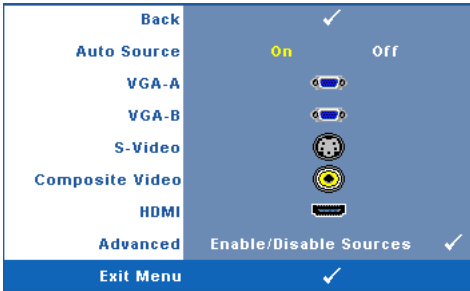 Back
Auto Source On Off
VGA-A
VGA-B
S-Video
Composite Video
HDMI
Advanced Enable/Disable Sources
Exit Menu